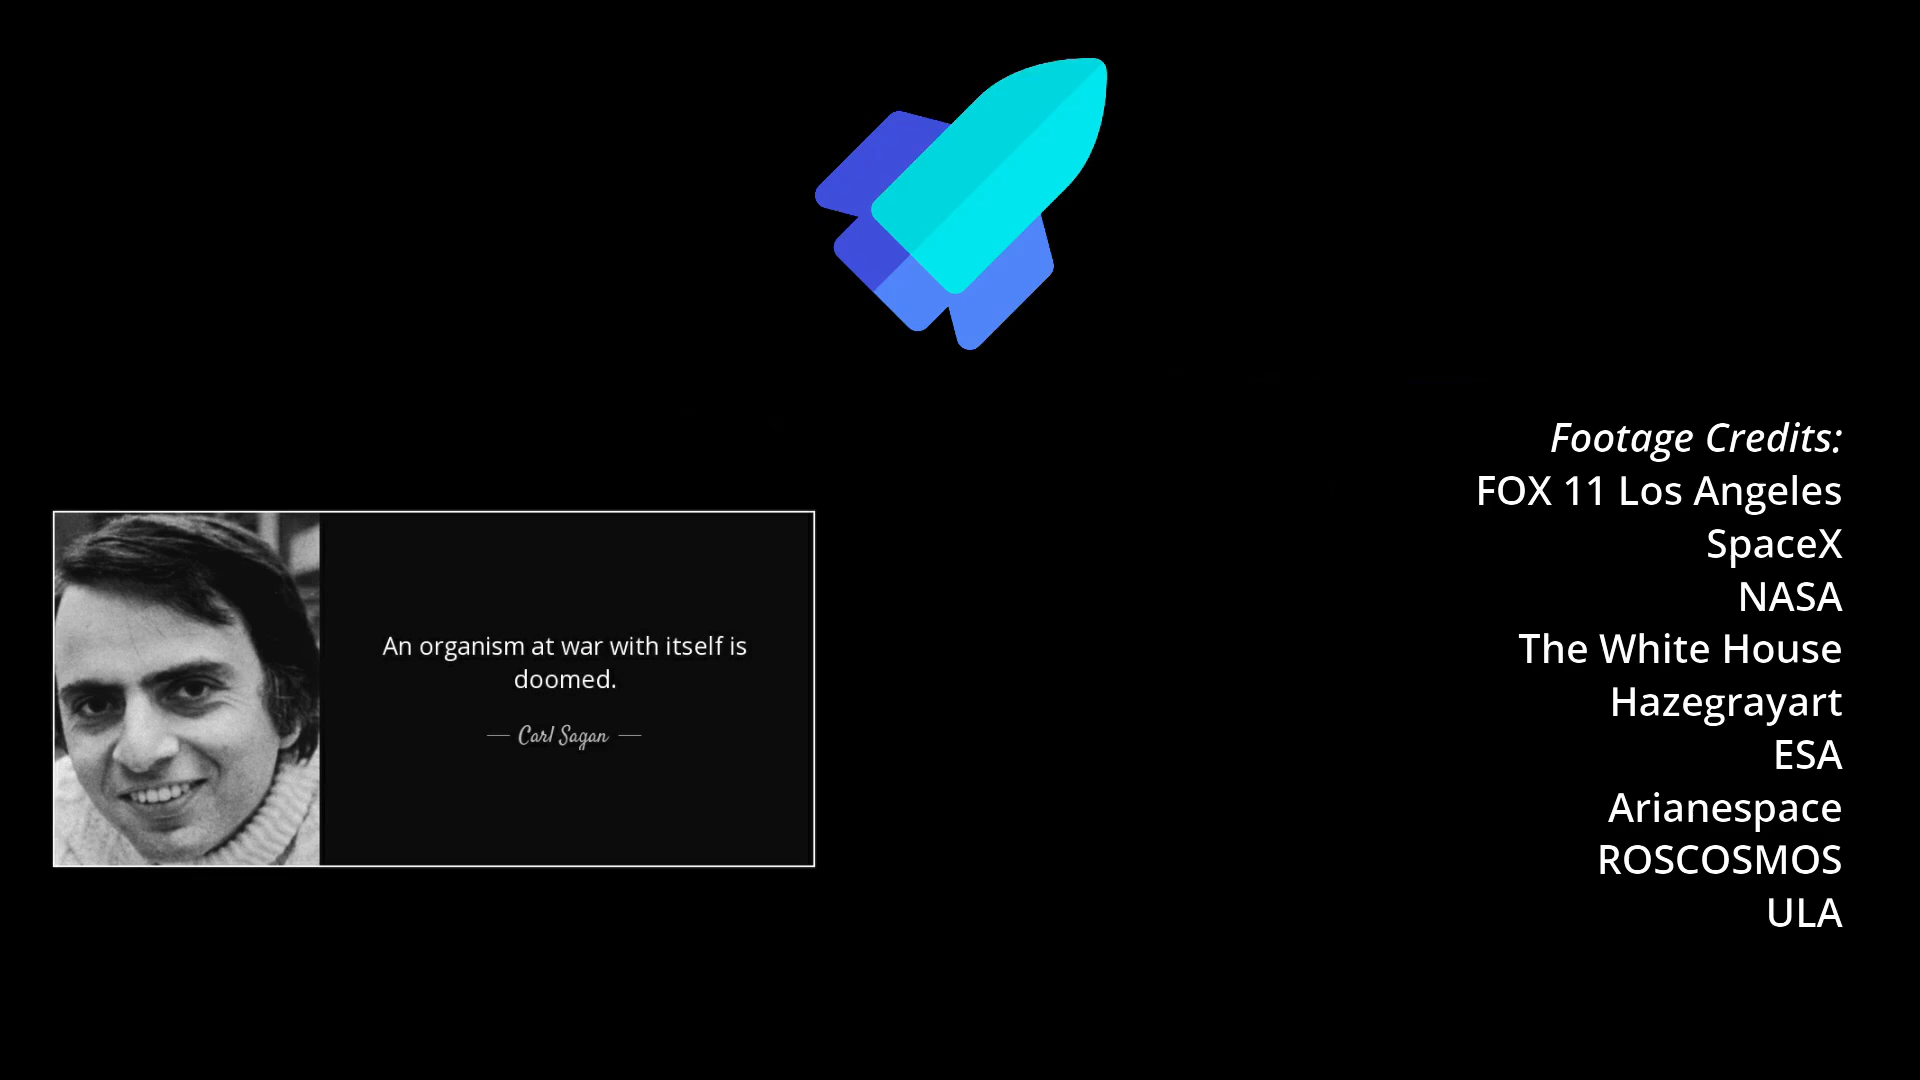 An organism at war with itself is
doomed.
Carl Sagan
Footage Credits:
FOX 11 Los Angeles
SpaceX
NASA
The White House
Hazegrayart
ESA
Arianespace
ROSCOSMOS
ULA